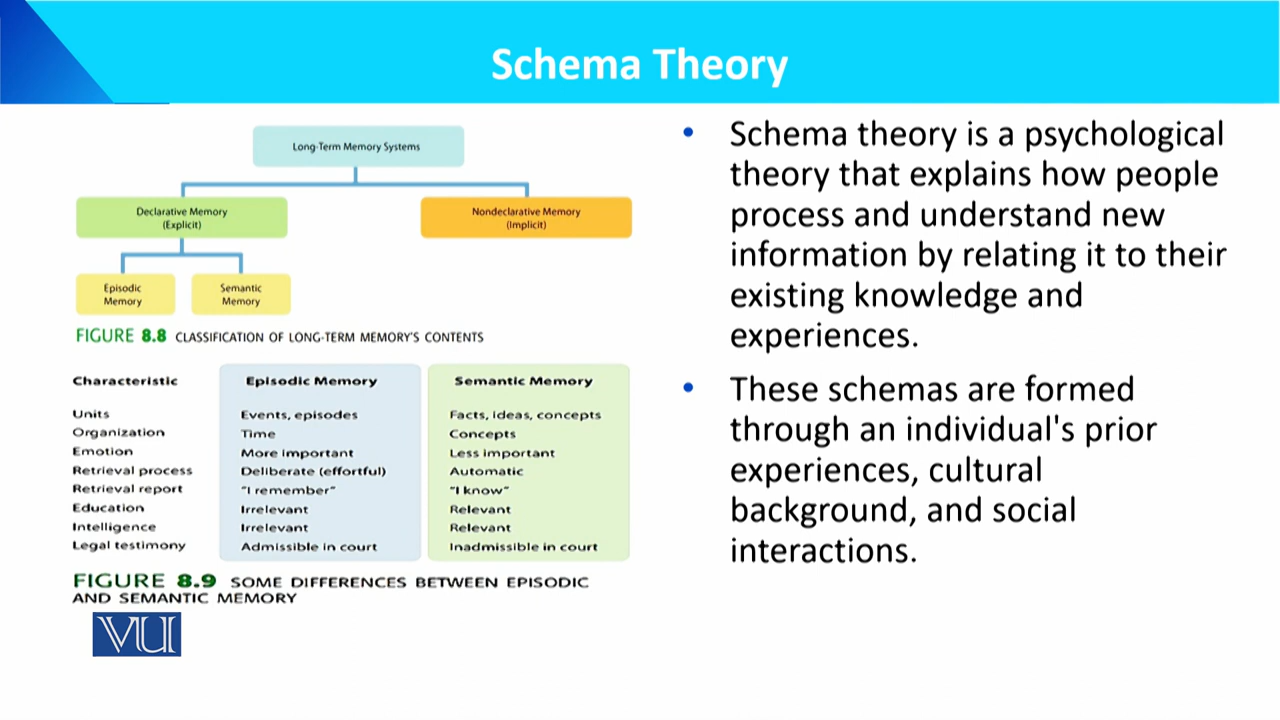 Schema Theory
Long-Term Memory Systems
Declarative Memory
(Explicit)
Nondeclarative Memory
(Implicit)
Episodic
Memory
Semantic
Memory
FIGURE 8.8 CLASSIFICATION OF LONG-TERM MEMORY'S CONTENTS
Characteristic Episodic Memory Semantic Memory
Units Events, episodes Facts, ideas, concepts
Organization Time Concepts
Emotion More important Less important
Retrieval process Deliberate (effortful) Automatic
Retrieval report "I remember" "I know"
Education Irrelevant Relevant
Intelligence Irrelevant Relevant
Legal testimony Admissible in court Inadmissible in court
FIGURE 8.9 SOME DIFFERENCES BETWEEN EPISODIC
AND SEMANTIC MEMORY
VU
• Schema theory is a psychological
theory that explains how people
process and understand new
information by relating it to their
existing knowledge and
experiences.
• These schemas are formed
through an individual's prior
experiences, cultural
background, and social
interactions.